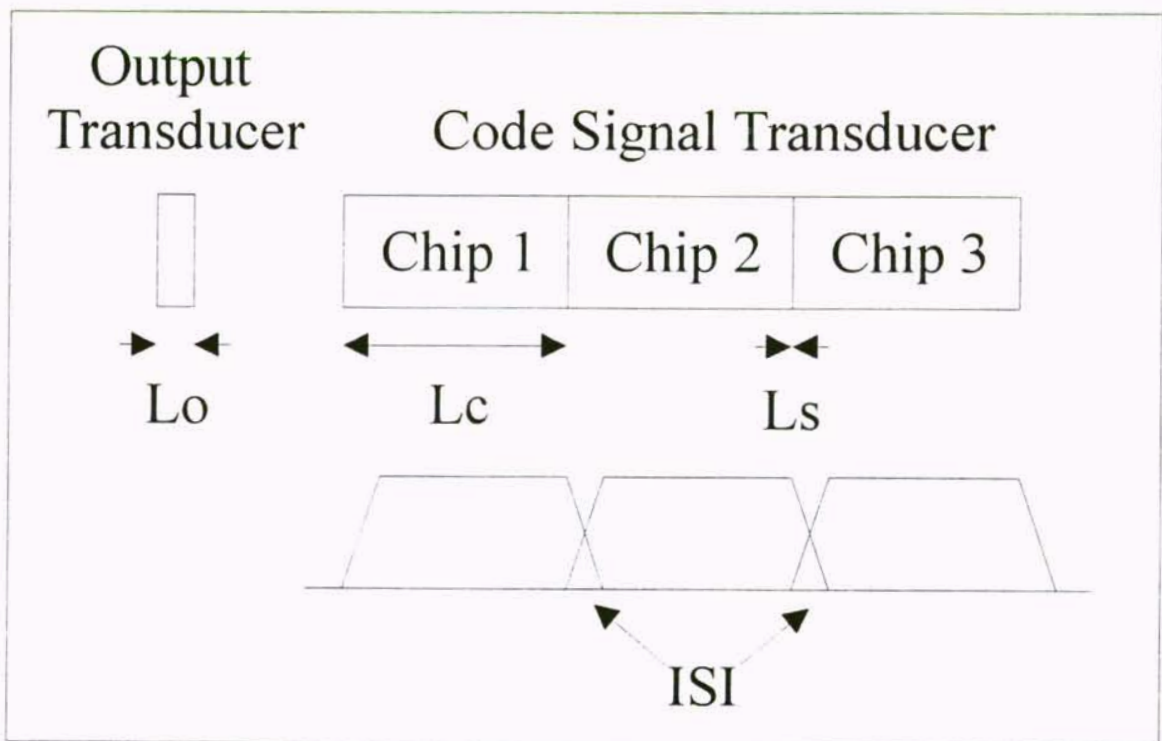 Output
Transducer
Code Signal Transducer
Chip 1 Chip 2 Chip 3
Lo Lc Ls
ISI